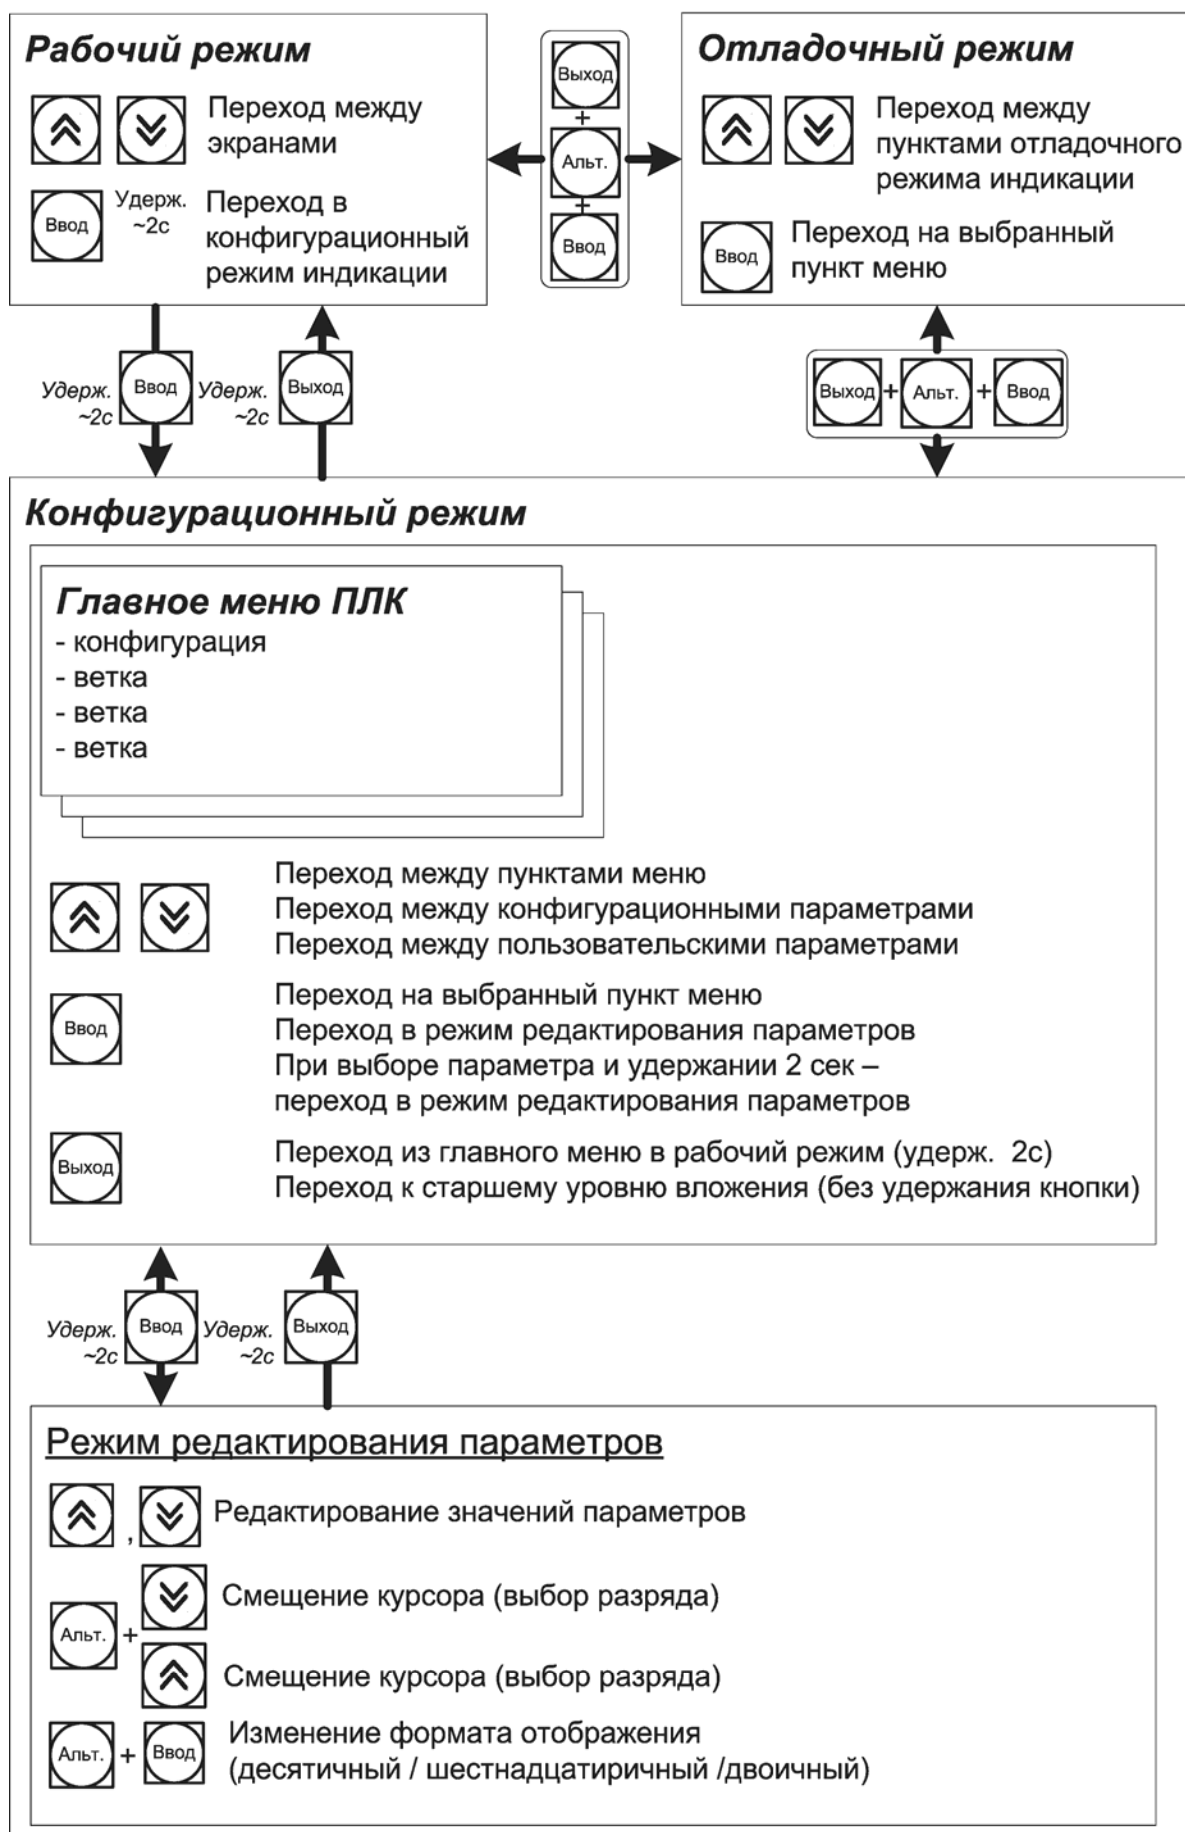 Рабочий режим
Переход между
экранами
Ввод
Удерж.
~2с
Переход в
конфигурационный
режим индикации
Выход
+
Альт.
+
Ввод
Отладочный режим
Переход между
пунктами отладочного
режима индикации
Ввод
Переход на выбранный
пункт меню
Удерж.
~2с
Ввод
Удерж.
~2с
Выход
Выход + Альт. + Ввод
Конфигурационный режим
Главное меню ПЛК
- конфигурация
- ветка
- ветка
- ветка
Переход между пунктами меню
Переход между конфигурационными параметрами
Переход между пользовательскими параметрами
Ввод
Переход на выбранный пункт меню
Переход в режим редактирования параметров
При выборе параметра и удержании 2 сек –
переход в режим редактирования параметров
Выход
Переход из главного меню в рабочий режим (удерж. 2с)
Переход к старшему уровню вложения (без удержания кнопки)
Удерж.
~2с
Ввод
Удерж.
~2с
Выход
Режим редактирования параметров
, Редактирование значений параметров
Альт. +
Смещение курсора (выбор разряда)
Смещение курсора (выбор разряда)
Альт. + Ввод
Изменение формата отображения
(десятичный / шестнадцатиричный /двоичный)